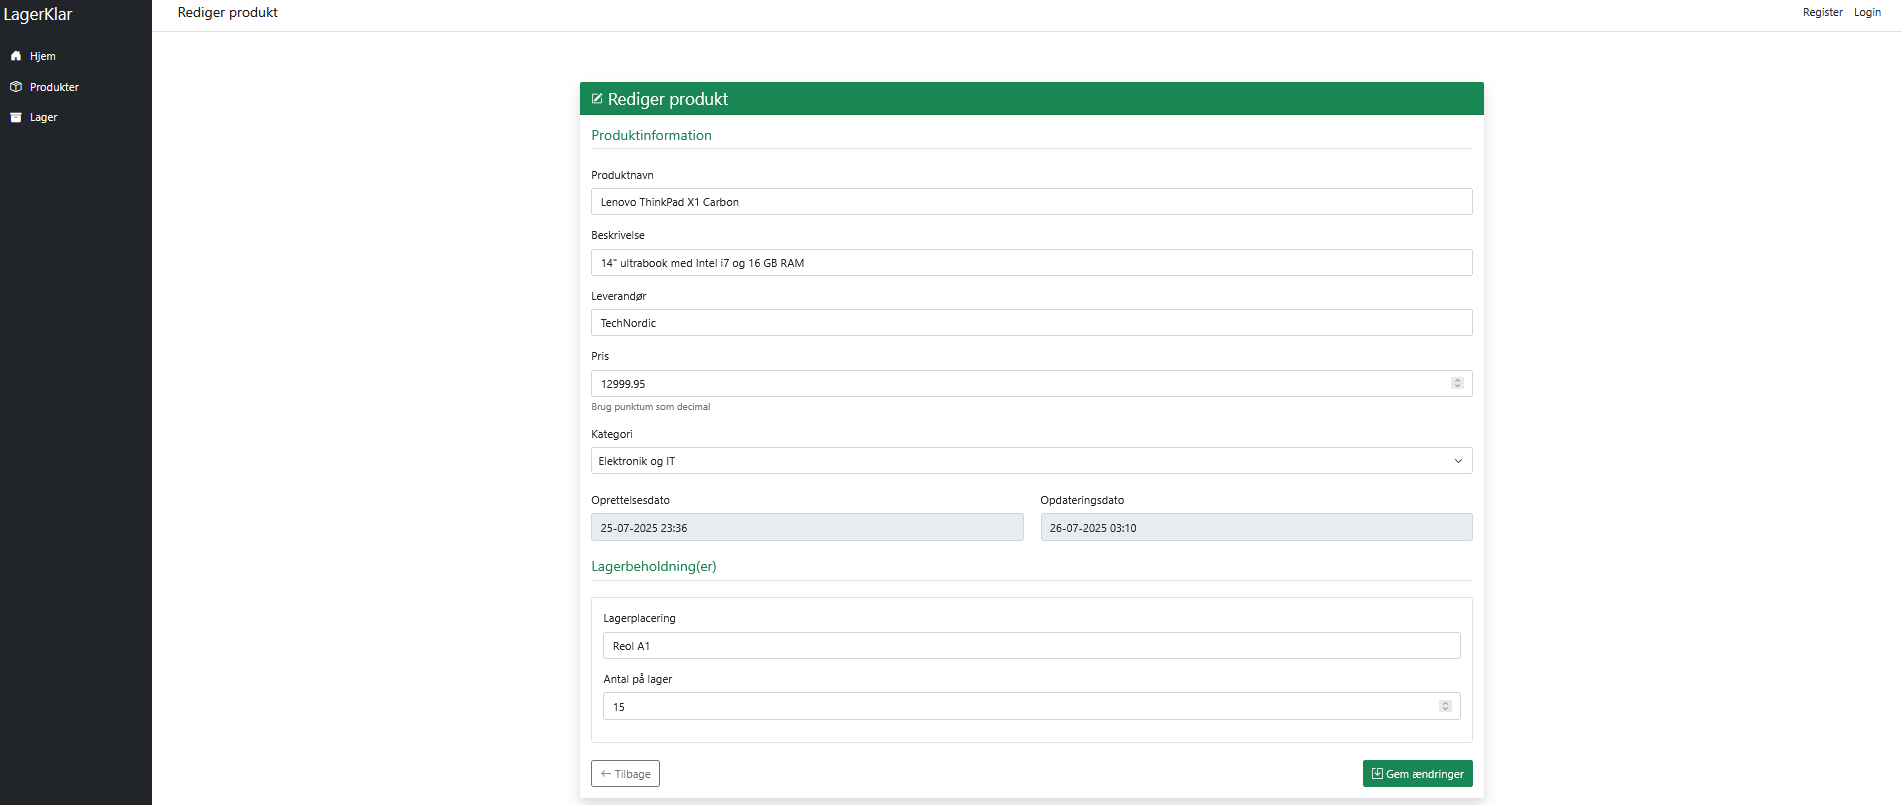 LagerKlar
Rediger produkt
Register Login
Hjem
Produkter
Lager
Rediger produkt
Produktinformation
Produktnavn
Lenovo ThinkPad X1 Carbon
Beskrivelse
14" ultrabook med Intel i7 og 16 GB RAM
Leverandør
TechNordic
Pris
12999.95
Brug punktum som decimal
Kategori
Elektronik og IT
Oprettelsesdato Opdateringsdato
25-07-2025 23:36 26-07-2025 03:10
Lagerbeholdning(er)
Lagerplacering
Reol A1
Antal på lager
15
← Tilbage Gem ændringer